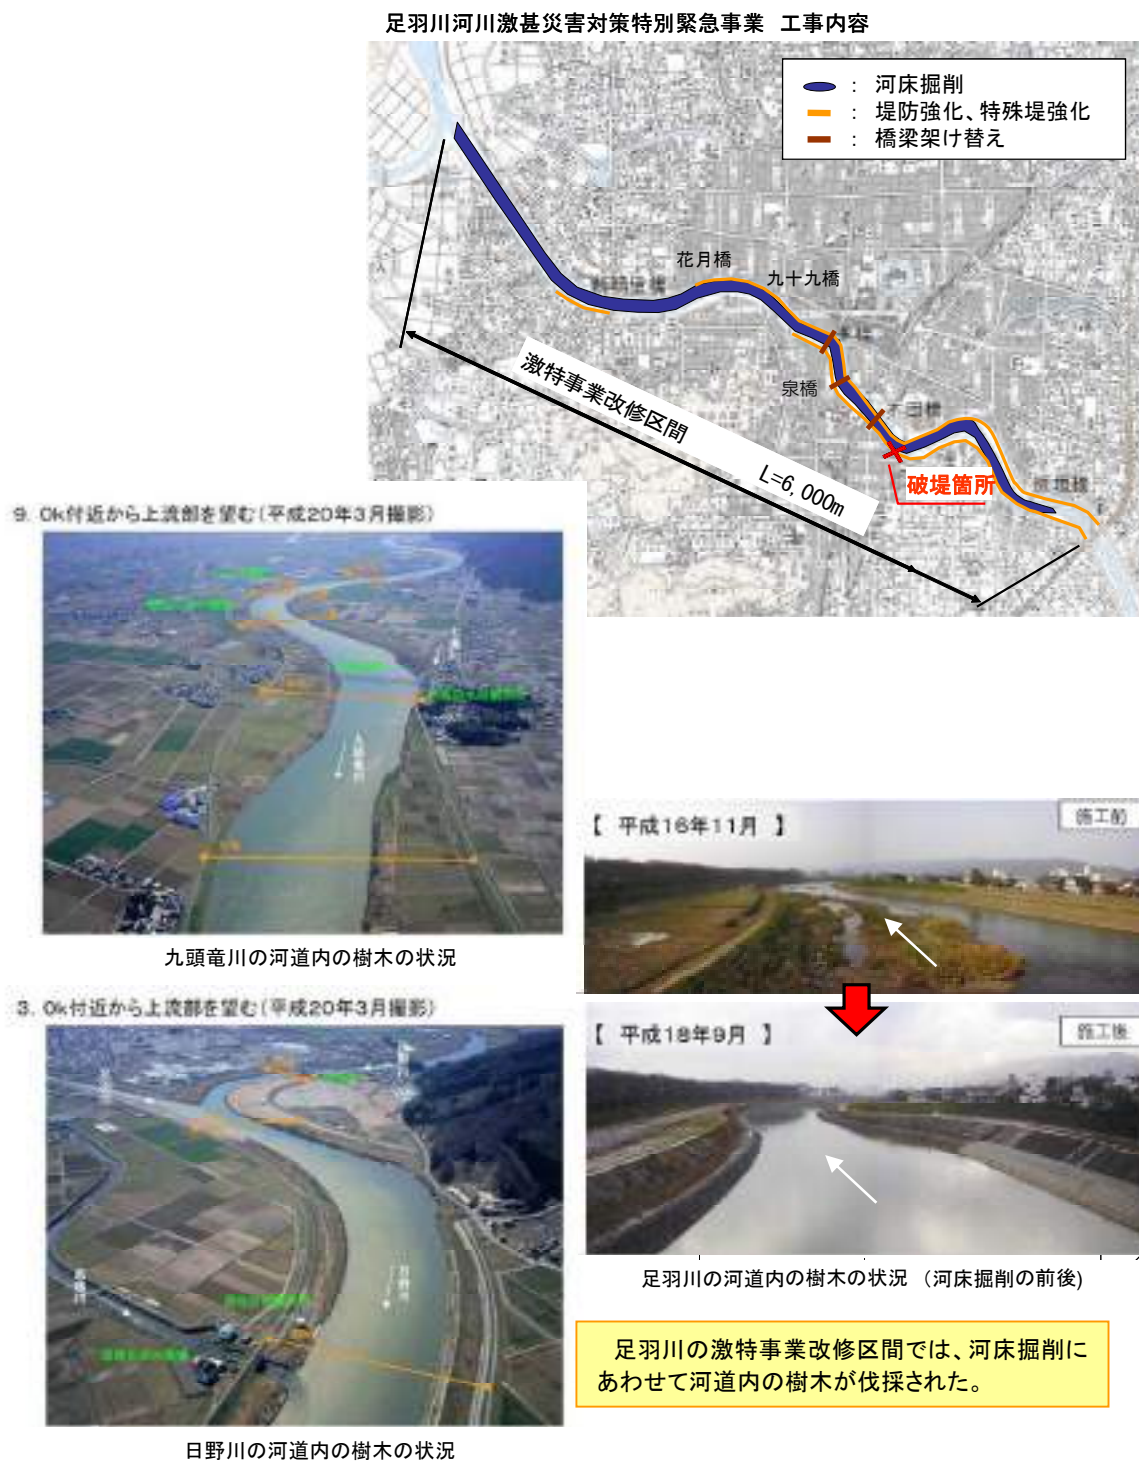 足羽川河川激甚災害対策特別緊急事業　工事内容
：　河床掘削
：　堤防強化、特殊堤強化
：　橋梁架け替え
花月橋
九十九橋
泉橋
激特事業改修区間
L=6,000m
破堤箇所
9. 0k付近から上流部を望む(平成20年3月撮影)
九頭竜川の河道内の樹木の状況
【 平成16年11月 】
施工前
3. 0k付近から上流部を望む(平成20年3月撮影)
【 平成18年9月 】
施工後
足羽川の河道内の樹木の状況 （河床掘削の前後)
足羽川の激特事業改修区間では、河床掘削に
あわせて河道内の樹木が伐採された。
日野川の河道内の樹木の状況